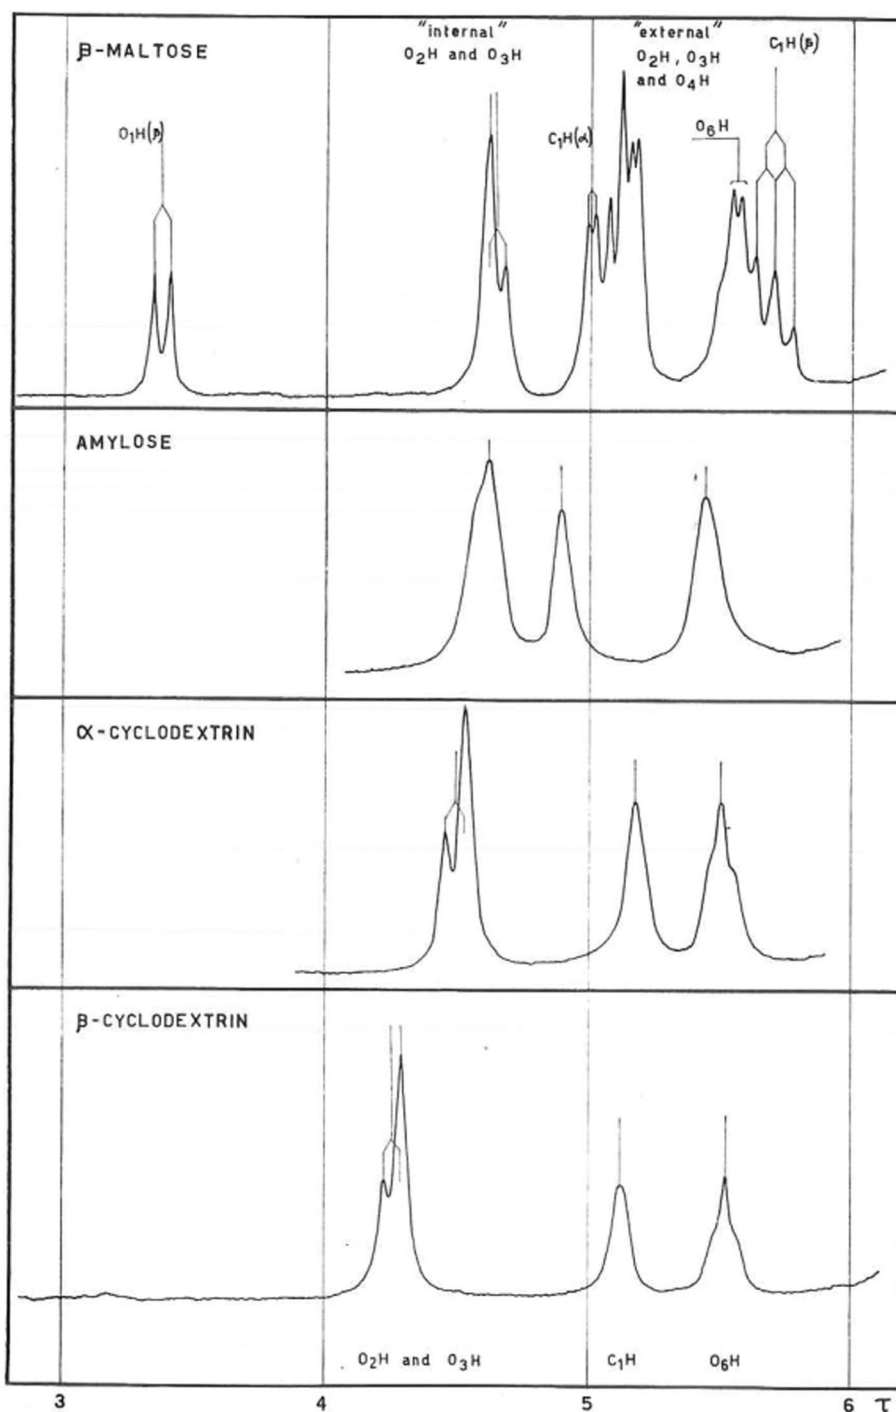 β-MALTOSE
"internal"
O₂H and O₃H
"external"
O₂H, O₃H
and O₄H
C₁H(β)
O₁H(β)
C₁H(α)
O₆H
AMYLOSE
α-CYCLODEXTRIN
β-CYCLODEXTRIN
O₂H and O₃H
C₁H
O₆H
3
4
5
6 τ